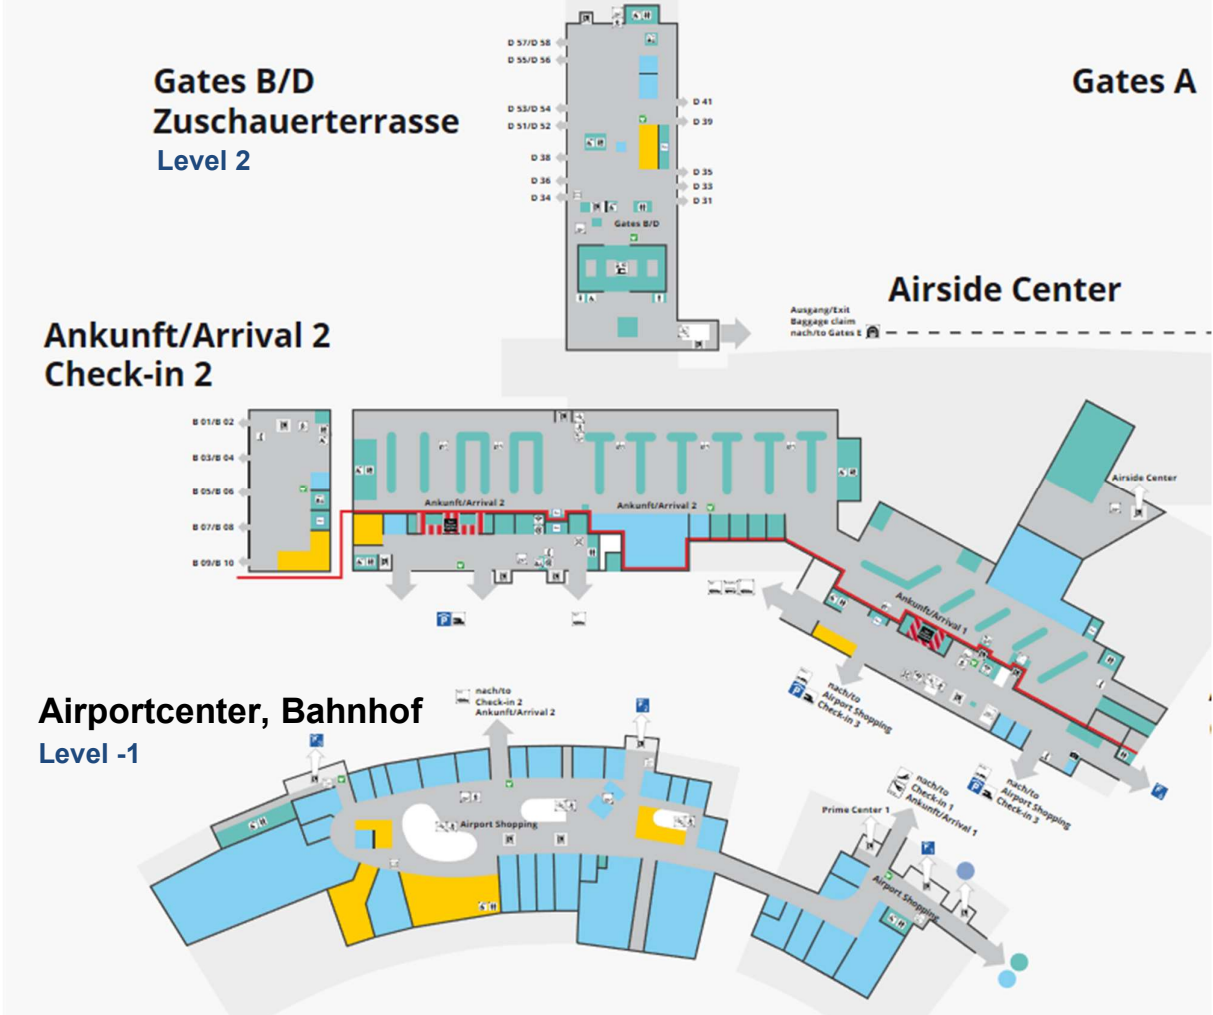 D 57/D 58
D 55/D 56
Gates B/D
Zuschauerterrasse
Level 2
Gates A
D 53/D 54
D 51/D 52
D 41
D 39
D 38
D 36
D 34
D 35
D 33
D 31
Gates B/D
Airside Center
Ausgang/Exit
Baggage claim
nach/to Gates E
Ankunft/Arrival 2
Check-in 2
B 01/B 02
B 03/B 04
B 05/B 06
B 07/B 08
B 09/B 10
Ankunft/Arrival 2
Ankunft/Arrival 2
Airside Center
Ankunft/Arrival 1
P
nach/to
Airport Shopping
Check-in 3
P
nach/to
Airport Shopping
Check-in 3
P
Airportcenter, Bahnhof
Level -1
nach/to
Check-in 2
Ankunft/Arrival 2
nach/to
Check-in 1
Ankunft/Arrival 1
Prime Center 1
Airport Shopping
Airport Shopping